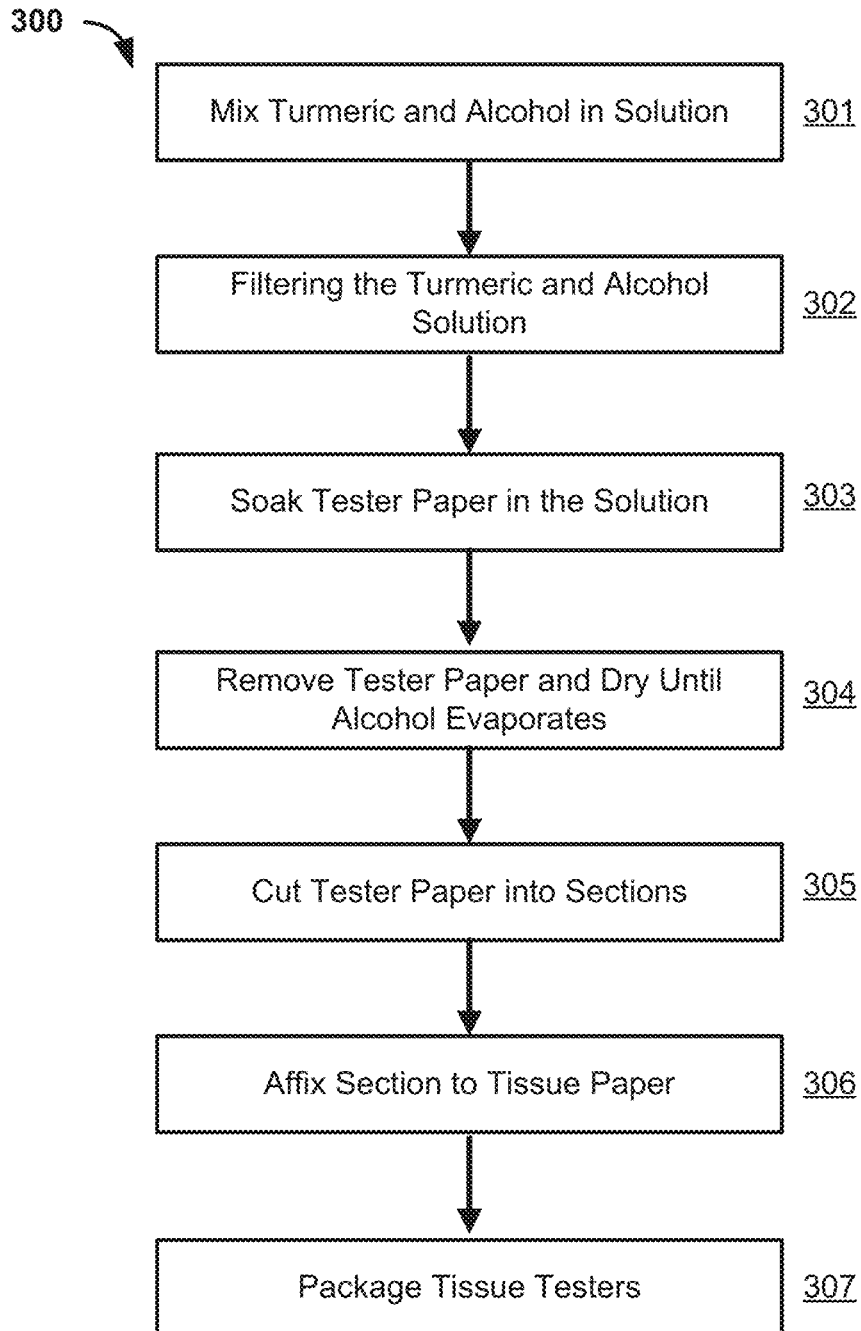 300
Mix Turmeric and Alcohol in Solution 301
Filtering the Turmeric and Alcohol
Solution 302
Soak Tester Paper in the Solution 303
Remove Tester Paper and Dry Until
Alcohol Evaporates 304
Cut Tester Paper into Sections 305
Affix Section to Tissue Paper 306
Package Tissue Testers 307